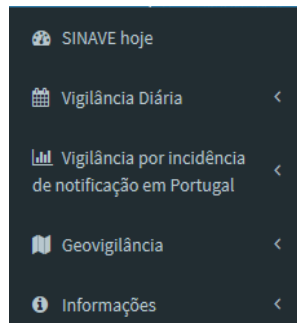 SINAVE hoje
Vigilância Diária
Vigilância por incidência
de notificação em Portugal
Geovigilância
Informações